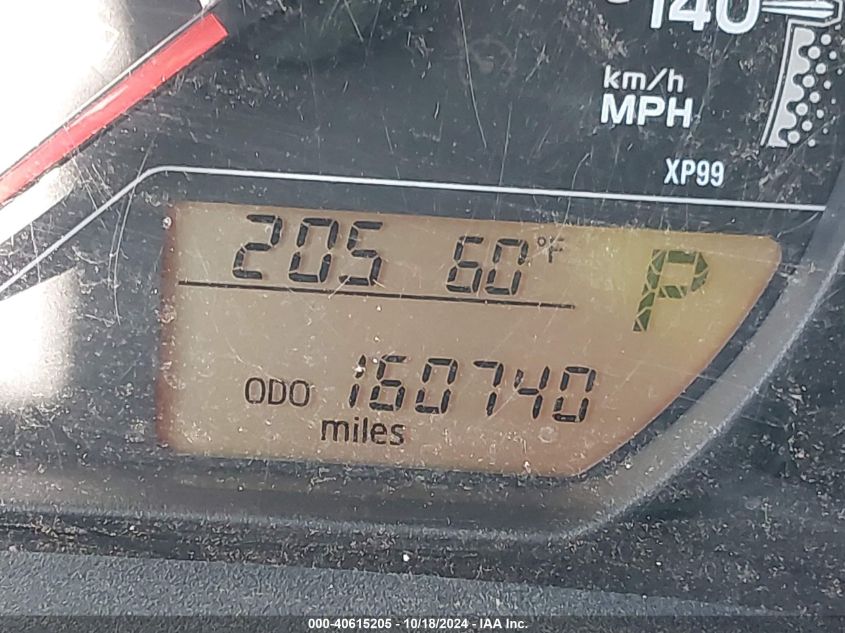 140
km/h
MPH
XP99
205 60°F P
ODO 160740
miles
000-40615205 - 10/18/2024 - IAA Inc.